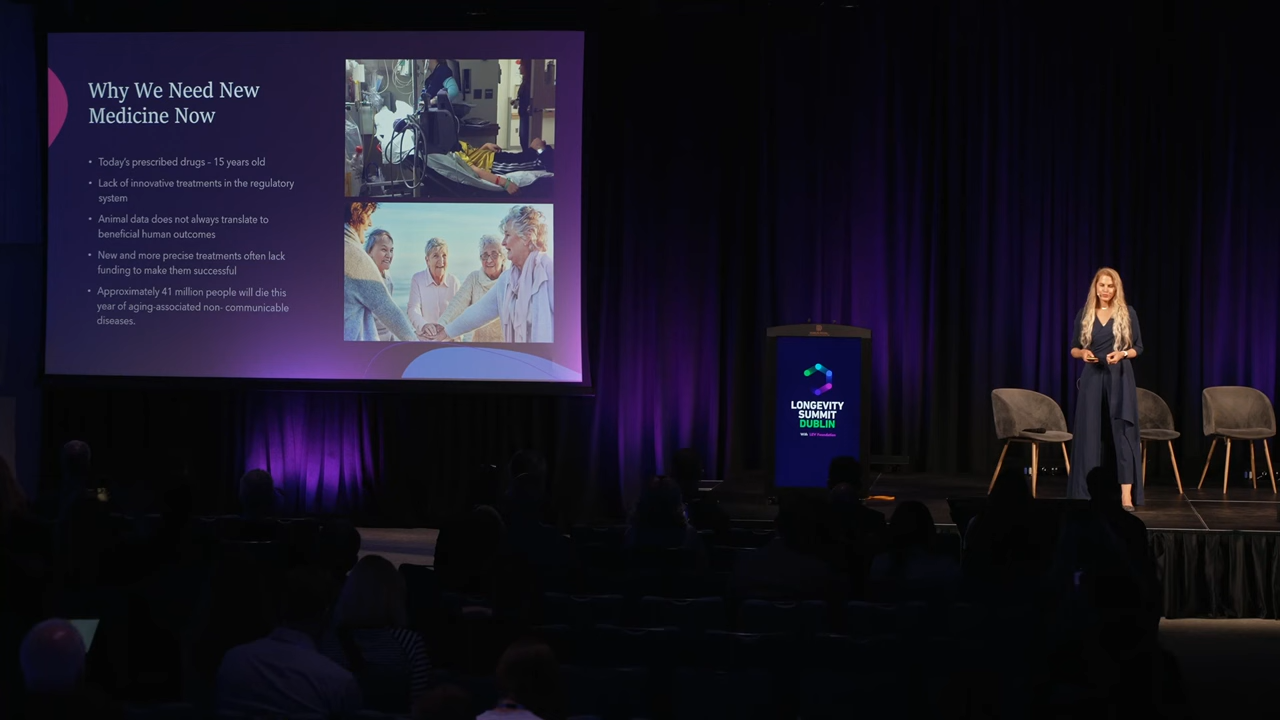 Why We Need New
Medicine Now
• Today's prescribed drugs - 15 years old
• Lack of innovative treatments in the regulatory
system
• Animal data does not always translate to
beneficial human outcomes
• New and more precise treatments often lack
funding to make them successful
• Approximately 41 million people will die this
year of aging-associated non- communicable
diseases.
LONGEVITY
SUMMIT
DUBLIN
With LEV Foundation